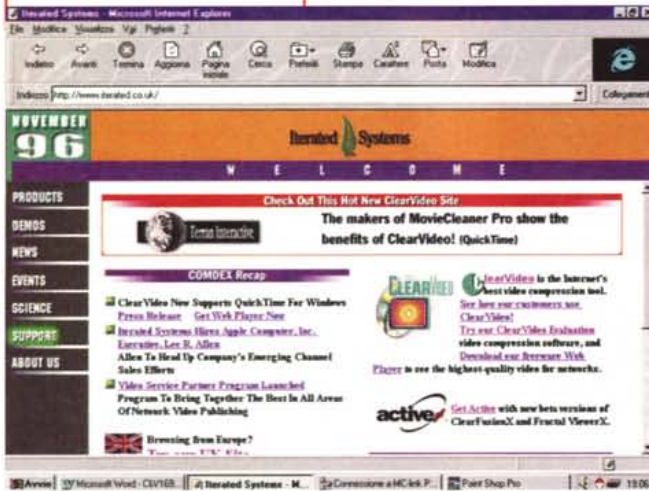 Iterated Systems - Microsoft Internet Explorer
File Modifica Visualizza Vai Preferiti ?
Indietro Avanti Termina Aggiorna Pagina iniziale Cerca Preferiti Stampa Carattere Posta Modifica
Indirizzo http://www.iterated.co.uk/ Collegamenti
NOVEMBER
96
Iterated Systems
WELCOME
PRODUCTS
DEMOS
NEWS
EVENTS
SCIENCE
SUPPORT
ABOUT US
Check Out This Hot New ClearVideo Site
Terran Interactive
The makers of MovieCleaner Pro show the
benefits of ClearVideo! (QuickTime)
COMDEX Recap
ClearVideo Now Supports QuickTime For Windows
Press Release Get Web Player Now
Iterated Systems Hires Apple Computer, Inc.
Executive, Lee R. Allen
Allen To Head Up Company's Emerging Channel
Sales Efforts
Video Service Partner Program Launched
Program To Bring Together The Best In All Areas
Of Network Video Publishing
Browsing from Europe?
Try our UK Site
CLEARVIDEO
ClearVideo is the Internet's
best video compression tool.
See how our customers use
ClearVideo!
Try our ClearVideo Evaluation
video compression software, and
Download our freeware Web
Player to see the highest-quality video for networks.
active
Get Active with new beta versions of
ClearFusionX and Fractal ViewerX.
Avvio Microsoft Word - Iterated Systems - M... Connessione a MC-link P... Paint Shop Pro 19.06